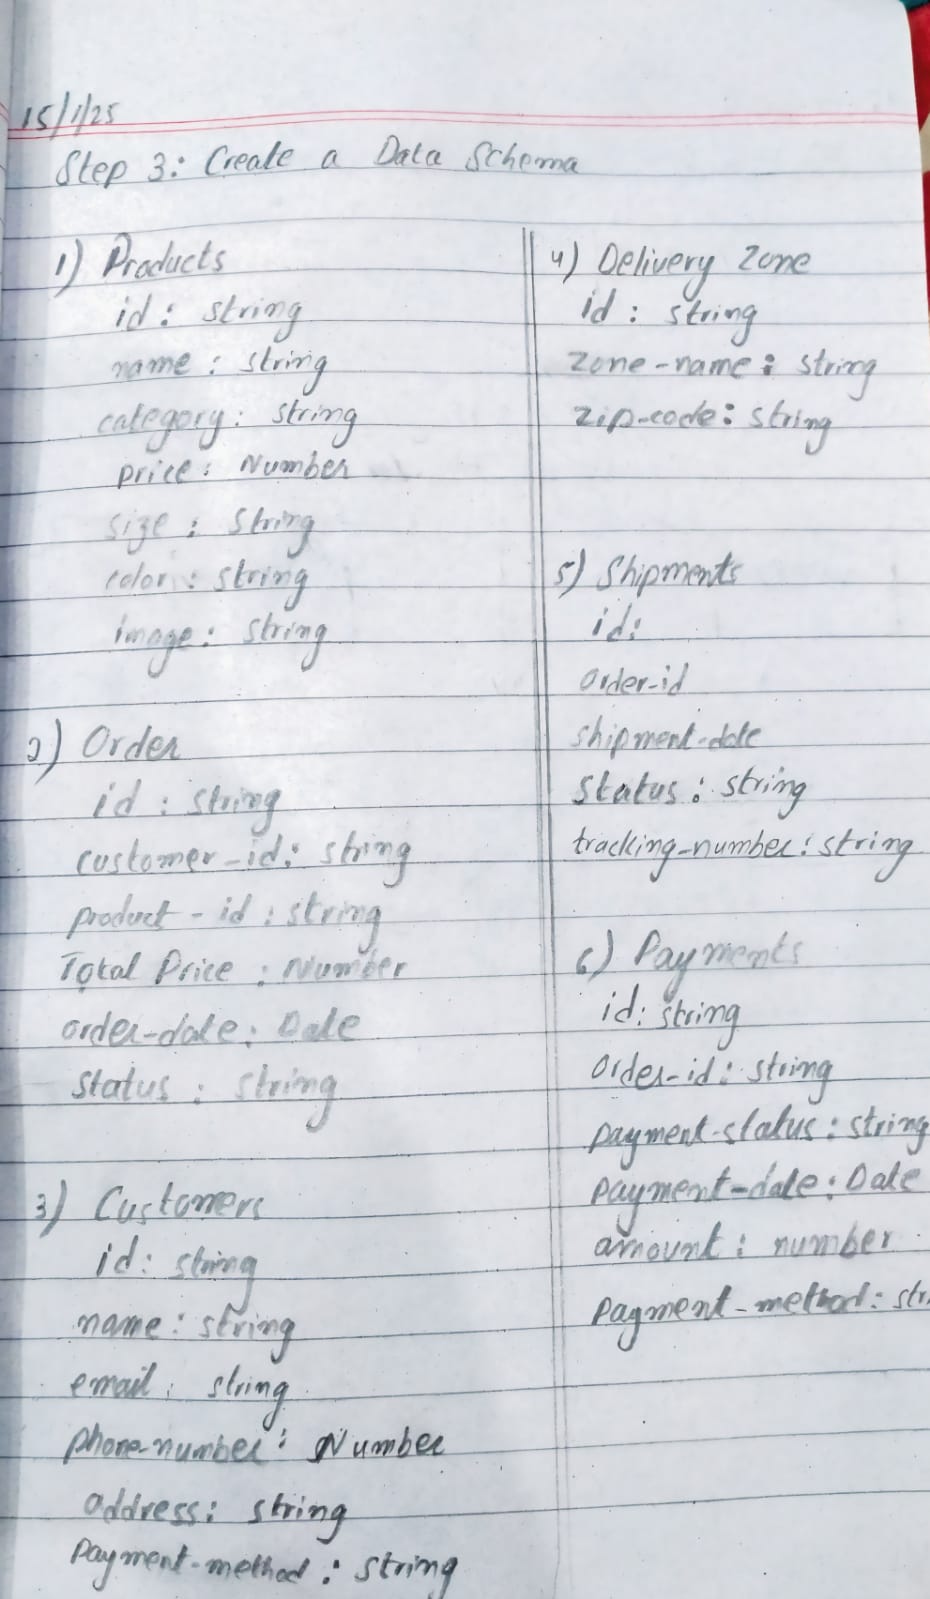 15/1/25
Step 3: Create a Data Schema
1) Products
id : string
name : string
category : string
price : Number
size : string
color : string
image : string
2) Order
id : string
customer-id : string
product-id : string
Total Price : Number
order-date : Date
status : string
3) Customers
id : string
name : string
email : string
phone-number : Number
address : string
payment-method : string
4) Delivery Zone
id : string
zone-name : string
zip-code : string
5) Shipments
id :
order-id
shipment-date
status : string
tracking-number : string
6) Payments
id : string
order-id : string
payment-status : string
payment-date : Date
amount : number
payment-method : str